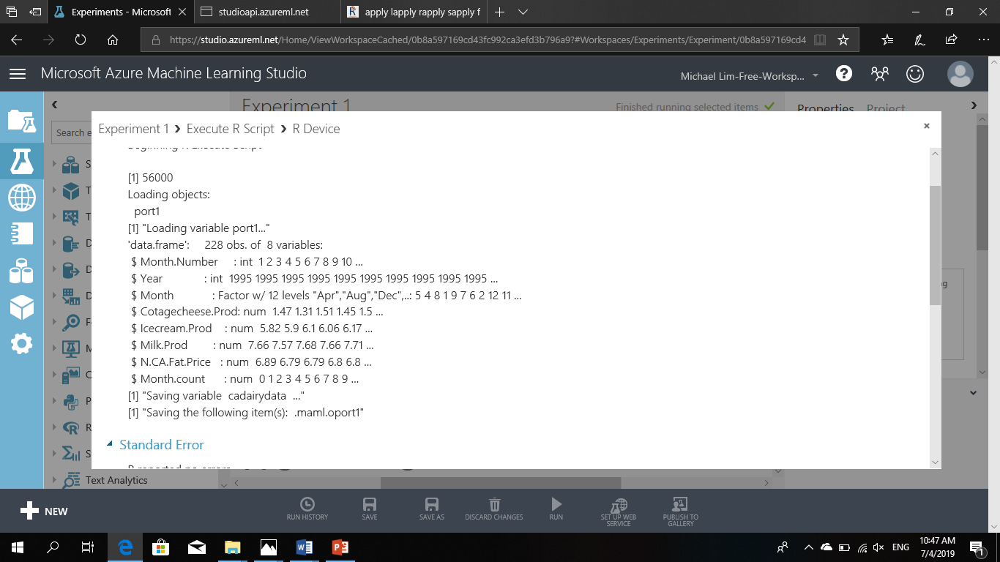 Experiments - Microsoft
studioapi.azureml.net
apply lapply rapply sapply f
https://studio.azureml.net/Home/ViewWorkspaceCached/0b8a597169cd43fc992ca3efd3b796a9?#Workspaces/Experiments/Experiment/0b8a597169cd4
Microsoft Azure Machine Learning Studio
Michael Lim-Free-Worksp...
Experiment 1
Finished running selected items
Properties Project
Search e
Experiment 1 > Execute R Script > R Device
Beginning R Execute Script
[1] 56000
Loading objects:
port1
[1] "Loading variable port1..."
'data.frame': 228 obs. of 8 variables:
$ Month.Number : int 1 2 3 4 5 6 7 8 9 10 ...
$ Year : int 1995 1995 1995 1995 1995 1995 1995 1995 1995 1995 ...
$ Month : Factor w/ 12 levels "Apr","Aug","Dec",..: 5 4 8 1 9 7 6 2 12 11 ...
$ Cotagecheese.Prod: num 1.47 1.31 1.51 1.45 1.5 ...
$ Icecream.Prod : num 5.82 5.9 6.1 6.06 6.17 ...
$ Milk.Prod : num 7.66 7.57 7.68 7.66 7.71 ...
$ N.CA.Fat.Price : num 6.89 6.79 6.79 6.8 6.8 ...
$ Month.count : num 0 1 2 3 4 5 6 7 8 9 ...
[1] "Saving variable cadairydata ..."
[1] "Saving the following item(s): .maml.oport1"
Standard Error
R reported no errors.
Text Analytics
NEW
RUN HISTORY
SAVE
SAVE AS
DISCARD CHANGES
RUN
SET UP WEB SERVICE
PUBLISH TO GALLERY
ENG
10:47 AM
7/4/2019
1